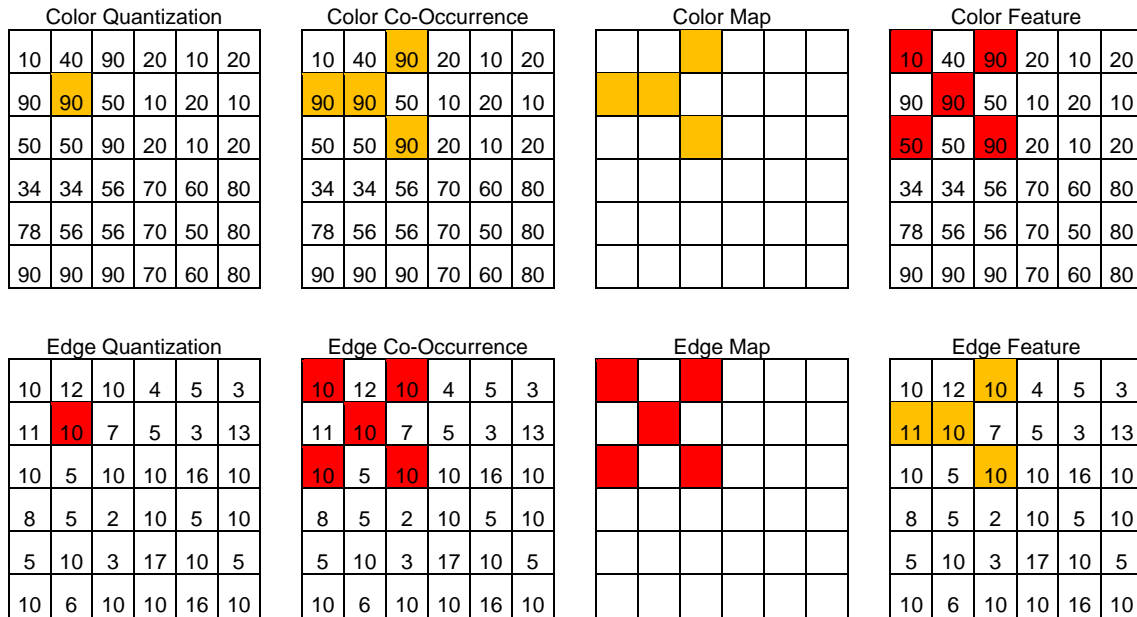 Color Quantization Color Co-Occurrence Color Map Color Feature
10 40 90 20 10 20 10 40 90 20 10 20 10 40 90 20 10 20
90 90 50 10 20 10 90 90 50 10 20 10 90 90 50 10 20 10
50 50 90 20 10 20 50 50 90 20 10 20 50 50 90 20 10 20
34 34 56 70 60 80 34 34 56 70 60 80 34 34 56 70 60 80
78 56 56 70 50 80 78 56 56 70 50 80 78 56 56 70 50 80
90 90 90 70 60 80 90 90 90 70 60 80 90 90 90 70 60 80
Edge Quantization Edge Co-Occurrence Edge Map Edge Feature
10 12 10 4 5 3 10 12 10 4 5 3 10 12 10 4 5 3
11 10 7 5 3 13 11 10 7 5 3 13 11 10 7 5 3 13
10 5 10 10 16 10 10 5 10 10 16 10 10 5 10 10 16 10
8 5 2 10 5 10 8 5 2 10 5 10 8 5 2 10 5 10
5 10 3 17 10 5 5 10 3 17 10 5 5 10 3 17 10 5
10 6 10 10 16 10 10 6 10 10 16 10 10 6 10 10 16 10